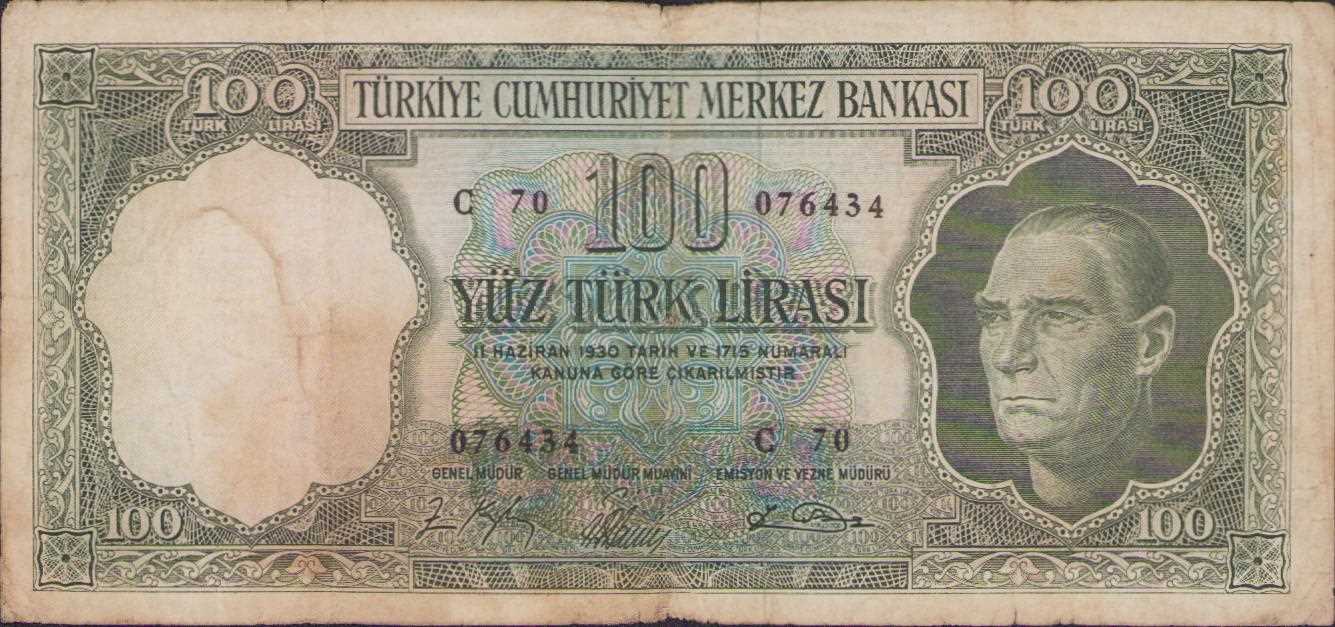 100 TÜRK LİRASI
TÜRKİYE CUMHURİYET MERKEZ BANKASI
100 TÜRK LİRASI
100
C 70 076434
YÜZ TÜRK LİRASI
11 HAZİRAN 1930 TARİH VE 1715 NUMARALI
KANUNA GÖRE ÇIKARILMIŞTIR
076434 C 70
GENEL MÜDÜR GENEL MÜDÜR MUAVİNİ EMİSYON VE VEZNE MÜDÜRÜ
100 100